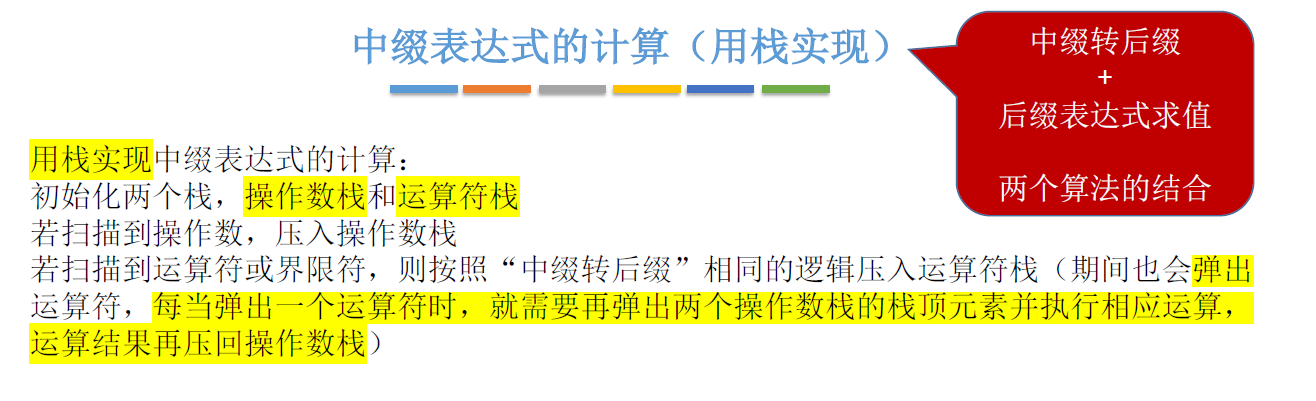 中缀表达式的计算（用栈实现）
中缀转后缀
+
后缀表达式求值
两个算法的结合
用栈实现中缀表达式的计算：
初始化两个栈，操作数栈和运算符栈
若扫描到操作数，压入操作数栈
若扫描到运算符或界限符，则按照“中缀转后缀”相同的逻辑压入运算符栈（期间也会弹出
运算符，每当弹出一个运算符时，就需要再弹出两个操作数栈的栈顶元素并执行相应运算，
运算结果再压回操作数栈）